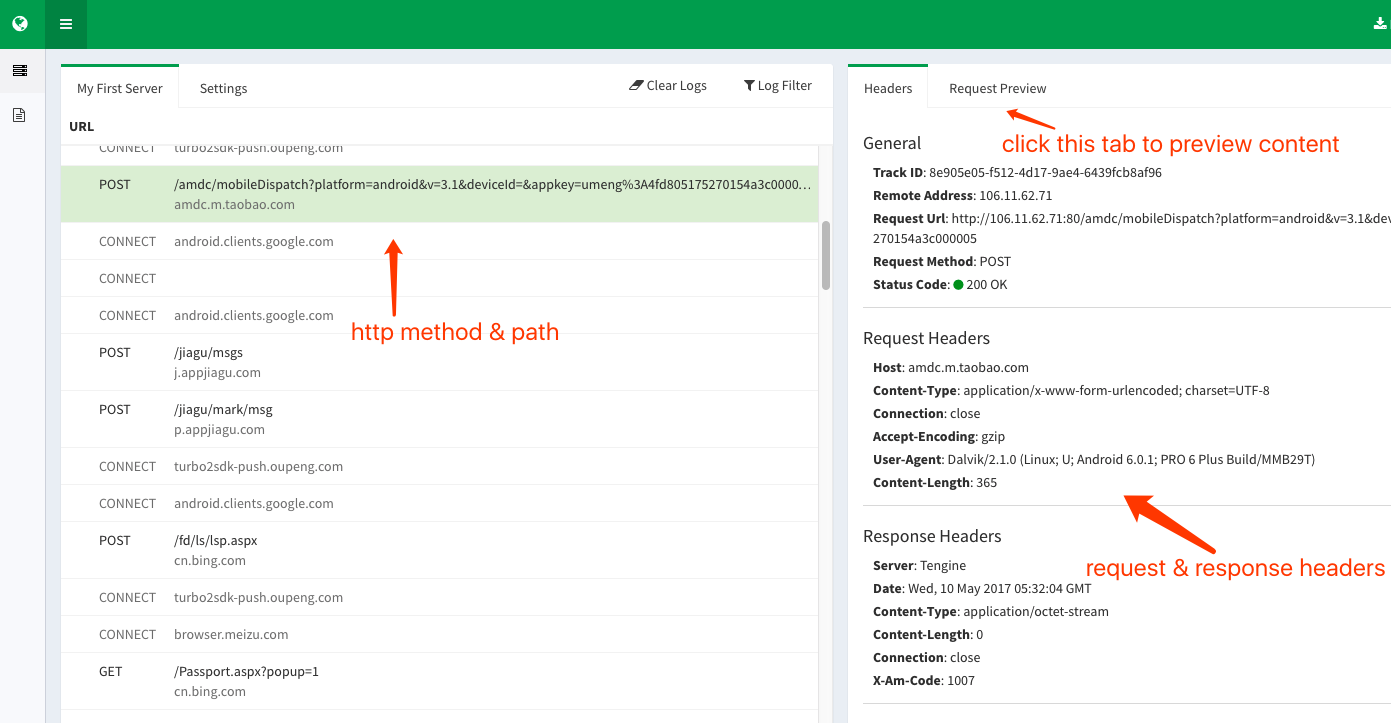 My First Server
Settings
Clear Logs
Log Filter
URL
CONNECT turbo2sdk-push.oupeng.com
POST /amdc/mobileDispatch?platform=android&v=3.1&deviceId=&appkey=umeng%3A4fd805175270154a3c0000...
amdc.m.taobao.com
CONNECT android.clients.google.com
CONNECT
CONNECT android.clients.google.com
http method & path
POST /jiagu/msgs
j.appjiagu.com
POST /jiagu/mark/msg
p.appjiagu.com
CONNECT turbo2sdk-push.oupeng.com
CONNECT android.clients.google.com
POST /fd/ls/lsp.aspx
cn.bing.com
CONNECT turbo2sdk-push.oupeng.com
CONNECT browser.meizu.com
GET /Passport.aspx?popup=1
cn.bing.com
Headers
Request Preview
click this tab to preview content
General
Track ID: 8e905e05-f512-4d17-9ae4-6439fcb8af96
Remote Address: 106.11.62.71
Request Url: http://106.11.62.71:80/amdc/mobileDispatch?platform=android&v=3.1&dev
270154a3c000005
Request Method: POST
Status Code: 200 OK
Request Headers
Host: amdc.m.taobao.com
Content-Type: application/x-www-form-urlencoded; charset=UTF-8
Connection: close
Accept-Encoding: gzip
User-Agent: Dalvik/2.1.0 (Linux; U; Android 6.0.1; PRO 6 Plus Build/MMB29T)
Content-Length: 365
Response Headers
request & response headers
Server: Tengine
Date: Wed, 10 May 2017 05:32:04 GMT
Content-Type: application/octet-stream
Content-Length: 0
Connection: close
X-Am-Code: 1007